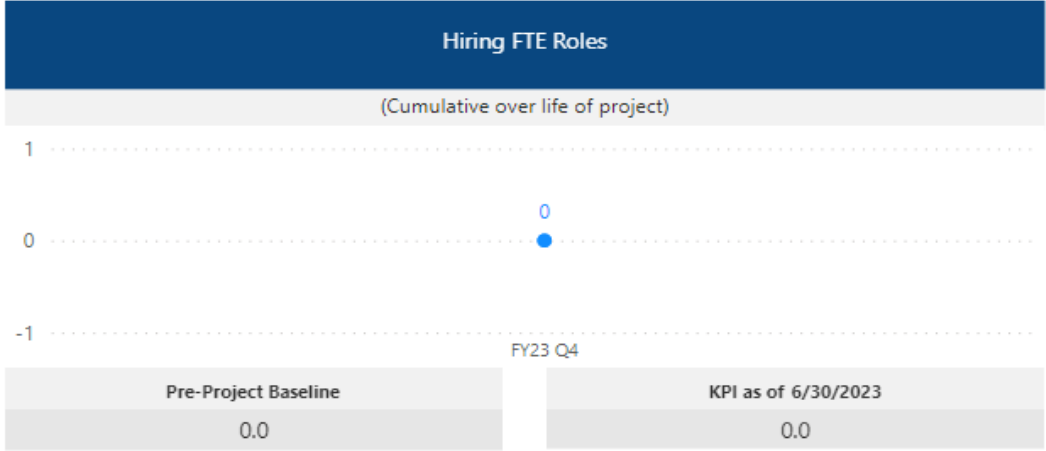 Hiring FTE Roles
(Cumulative over life of project)
1
0
0
-1
FY23 Q4
Pre-Project Baseline
KPI as of 6/30/2023
0.0
0.0